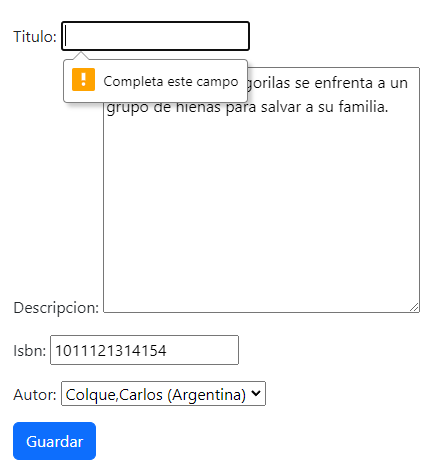 Titulo:
Completa este campo
gorilas se enfrenta a un
grupo de hienas para salvar a su familia.
Descripcion:
Isbn: 1011121314154
Autor: Colque,Carlos (Argentina)
Guardar